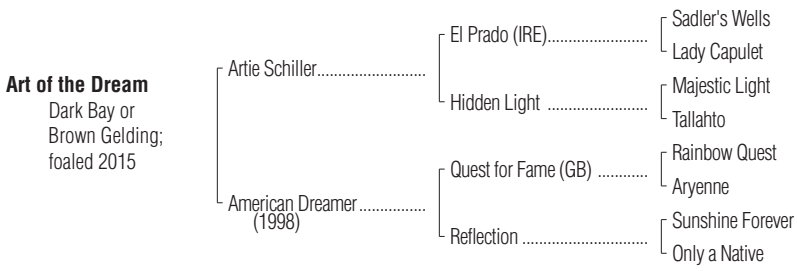 Art of the Dream
Dark Bay or
Brown Gelding;
foaled 2015
Artie Schiller..........................
American Dreamer................
(1998)
El Prado (IRE)........................
Hidden Light ........................
Quest for Fame (GB) ............
Reflection ..............................
Sadler's Wells
Lady Capulet
Majestic Light
Tallahto
Rainbow Quest
Aryenne
Sunshine Forever
Only a Native